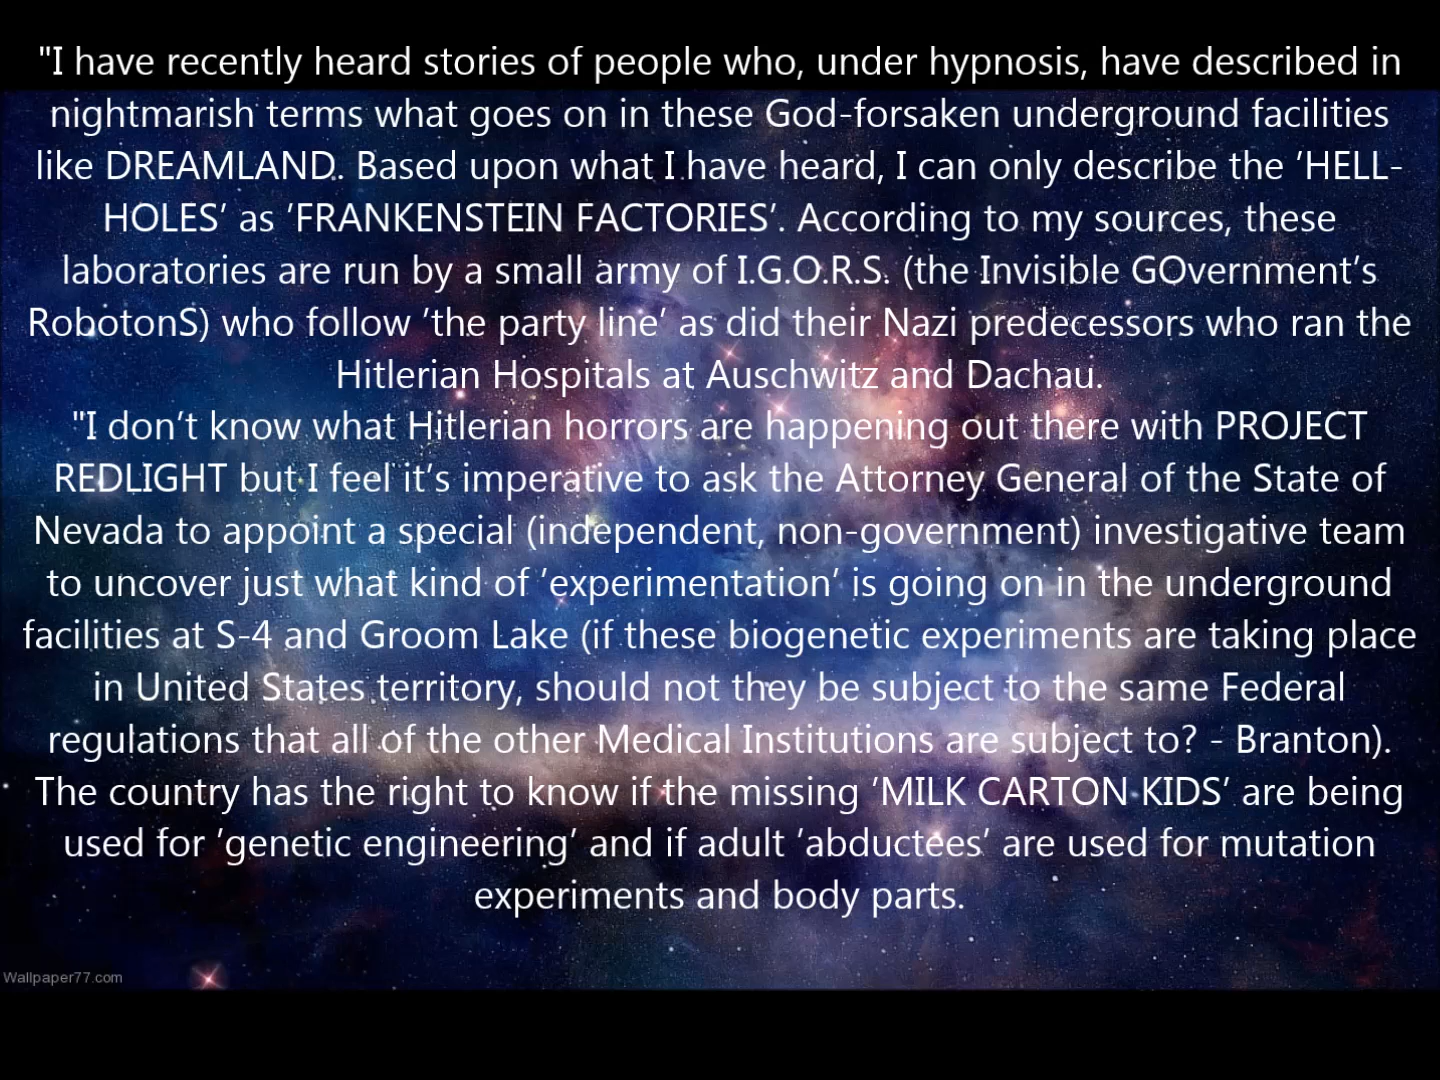 "I have recently heard stories of people who, under hypnosis, have described in
nightmarish terms what goes on in these God-forsaken underground facilities
like DREAMLAND. Based upon what I have heard, I can only describe the ’HELL-
HOLES’ as ’FRANKENSTEIN FACTORIES’. According to my sources, these
laboratories are run by a small army of I.G.O.R.S. (the Invisible GOvernment’s
RobotonS) who follow ’the party line’ as did their Nazi predecessors who ran the
Hitlerian Hospitals at Auschwitz and Dachau.
"I don’t know what Hitlerian horrors are happening out there with PROJECT
REDLIGHT but I feel it’s imperative to ask the Attorney General of the State of
Nevada to appoint a special (independent, non-government) investigative team
to uncover just what kind of ’experimentation’ is going on in the underground
facilities at S-4 and Groom Lake (if these biogenetic experiments are taking place
in United States territory, should not they be subject to the same Federal
regulations that all of the other Medical Institutions are subject to? - Branton).
The country has the right to know if the missing ’MILK CARTON KIDS’ are being
used for ’genetic engineering’ and if adult ’abductees’ are used for mutation
experiments and body parts.
Wallpaper77.com